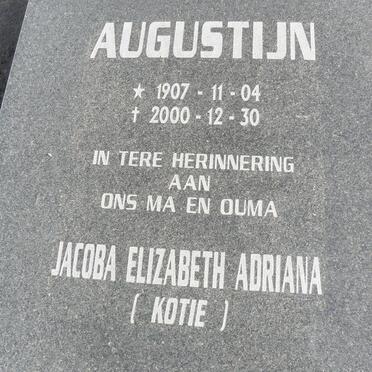 AUGUSTIJN
★ 1907 - 11 - 04
† 2000 - 12 - 30
IN TERE HERINNERING
AAN
ONS MA EN OUMA
JACOBA ELIZABETH ADRIANA
( KOTIE )